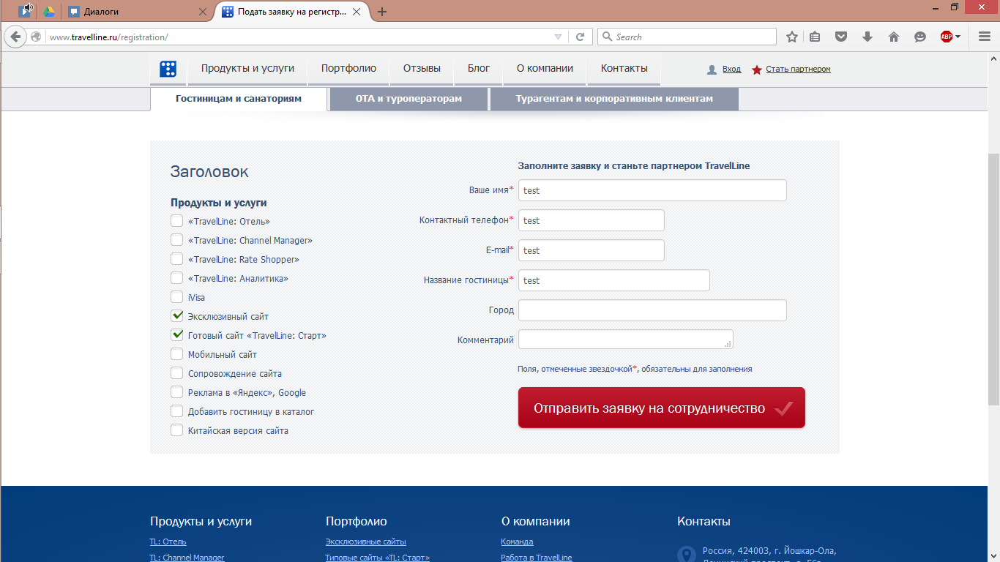 Диалоги
Подать заявку на регистр...
www.travelline.ru/registration/
Search
ABP
Продукты и услуги
Портфолио
Отзывы
Блог
О компании
Контакты
Вход
Стать партнером
Гостиницам и санаториям
ОТА и туроператорам
Турагентам и корпоративным клиентам
Заголовок
Продукты и услуги
«TravelLine: Отель»
«TravelLine: Channel Manager»
«TravelLine: Rate Shopper»
«TravelLine: Аналитика»
iVisa
Эксклюзивный сайт
Готовый сайт «TravelLine: Старт»
Мобильный сайт
Сопровождение сайта
Реклама в «Яндекс», Google
Добавить гостиницу в каталог
Китайская версия сайта
Заполните заявку и станьте партнером TravelLine
Ваше имя* test
Контактный телефон* test
E-mail* test
Название гостиницы* test
Город
Комментарий
Поля, отмеченные звездочкой*, обязательны для заполнения
Отправить заявку на сотрудничество
Продукты и услуги
TL: Отель
TL: Channel Manager
Портфолио
Эксклюзивные сайты
Типовые сайты «TL: Старт»
О компании
Команда
Работа в TravelLine
Контакты
Россия, 424003, г. Йошкар-Ола,